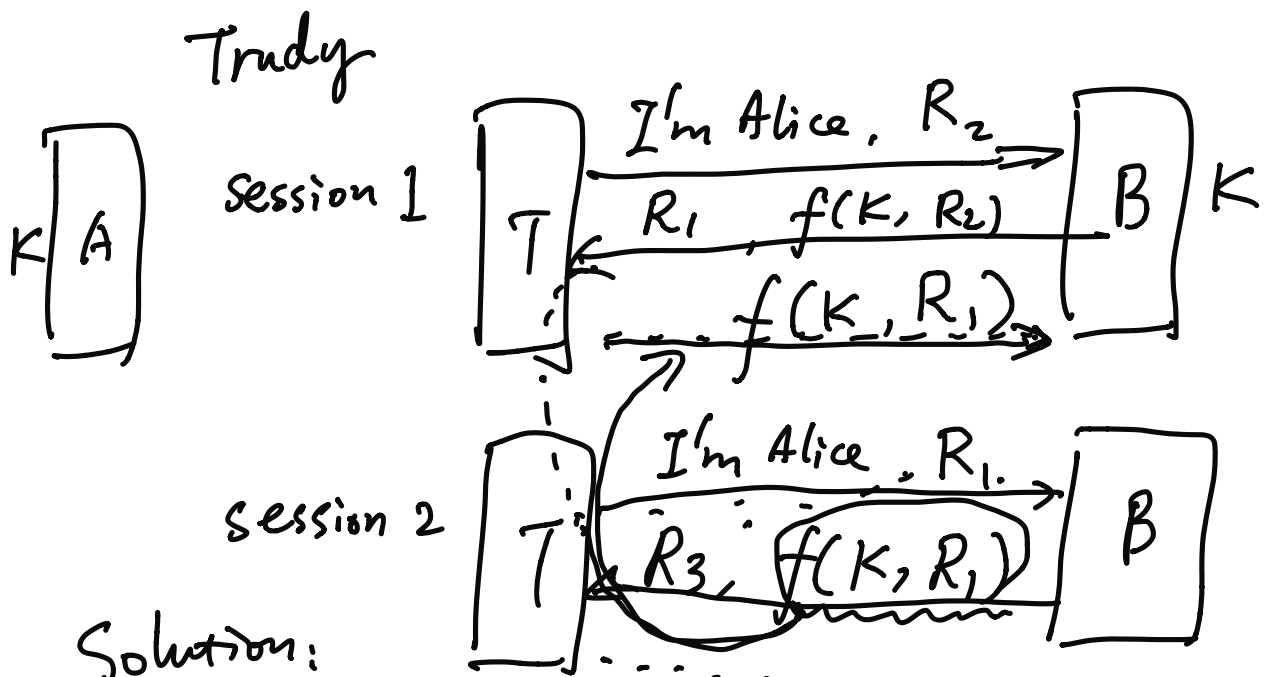 Trudy
I'm Alice, R2
session 1
R1, f(K, R2)
K A
T
B K
f(K, R1)
I'm Alice, R1.
session 2
T
R3, f(K, R1)
B
Solution: